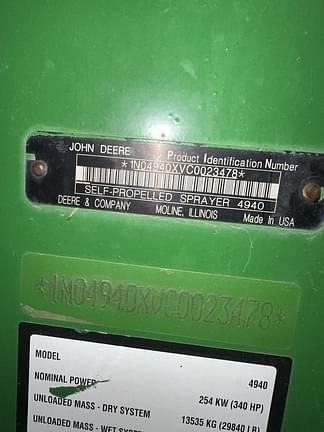 JOHN DEERE Product Identification Number
*1N04940XVC0023478*
SELF-PROPELLED SPRAYER 4940
DEERE & COMPANY MOLINE, ILLINOIS Made In USA
*1N04940XVC0023478*
MODEL 4940
NOMINAL POWER 254 KW (340 HP)
UNLOADED MASS - DRY SYSTEM 13535 KG (29840 LB)
UNLOADED MASS - WET SYSTEM